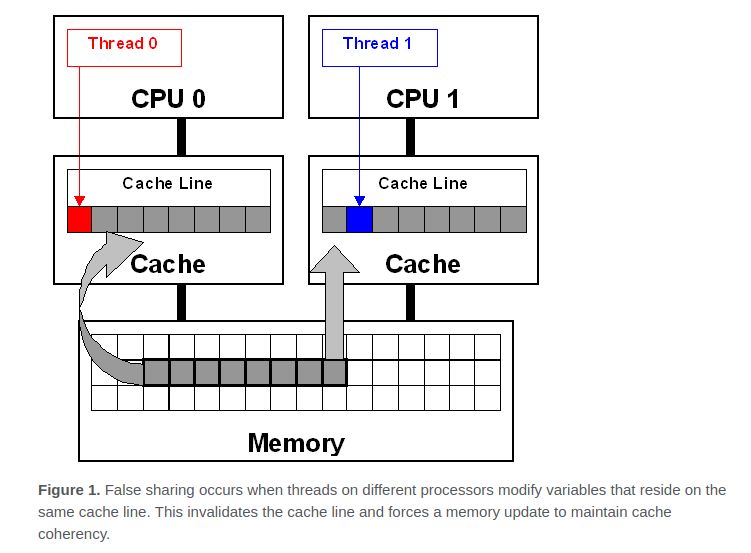 Thread 0
Thread 1
CPU 0
CPU 1
Cache Line
Cache Line
Cache
Cache
Memory
Figure 1. False sharing occurs when threads on different processors modify variables that reside on the
same cache line. This invalidates the cache line and forces a memory update to maintain cache
coherency.